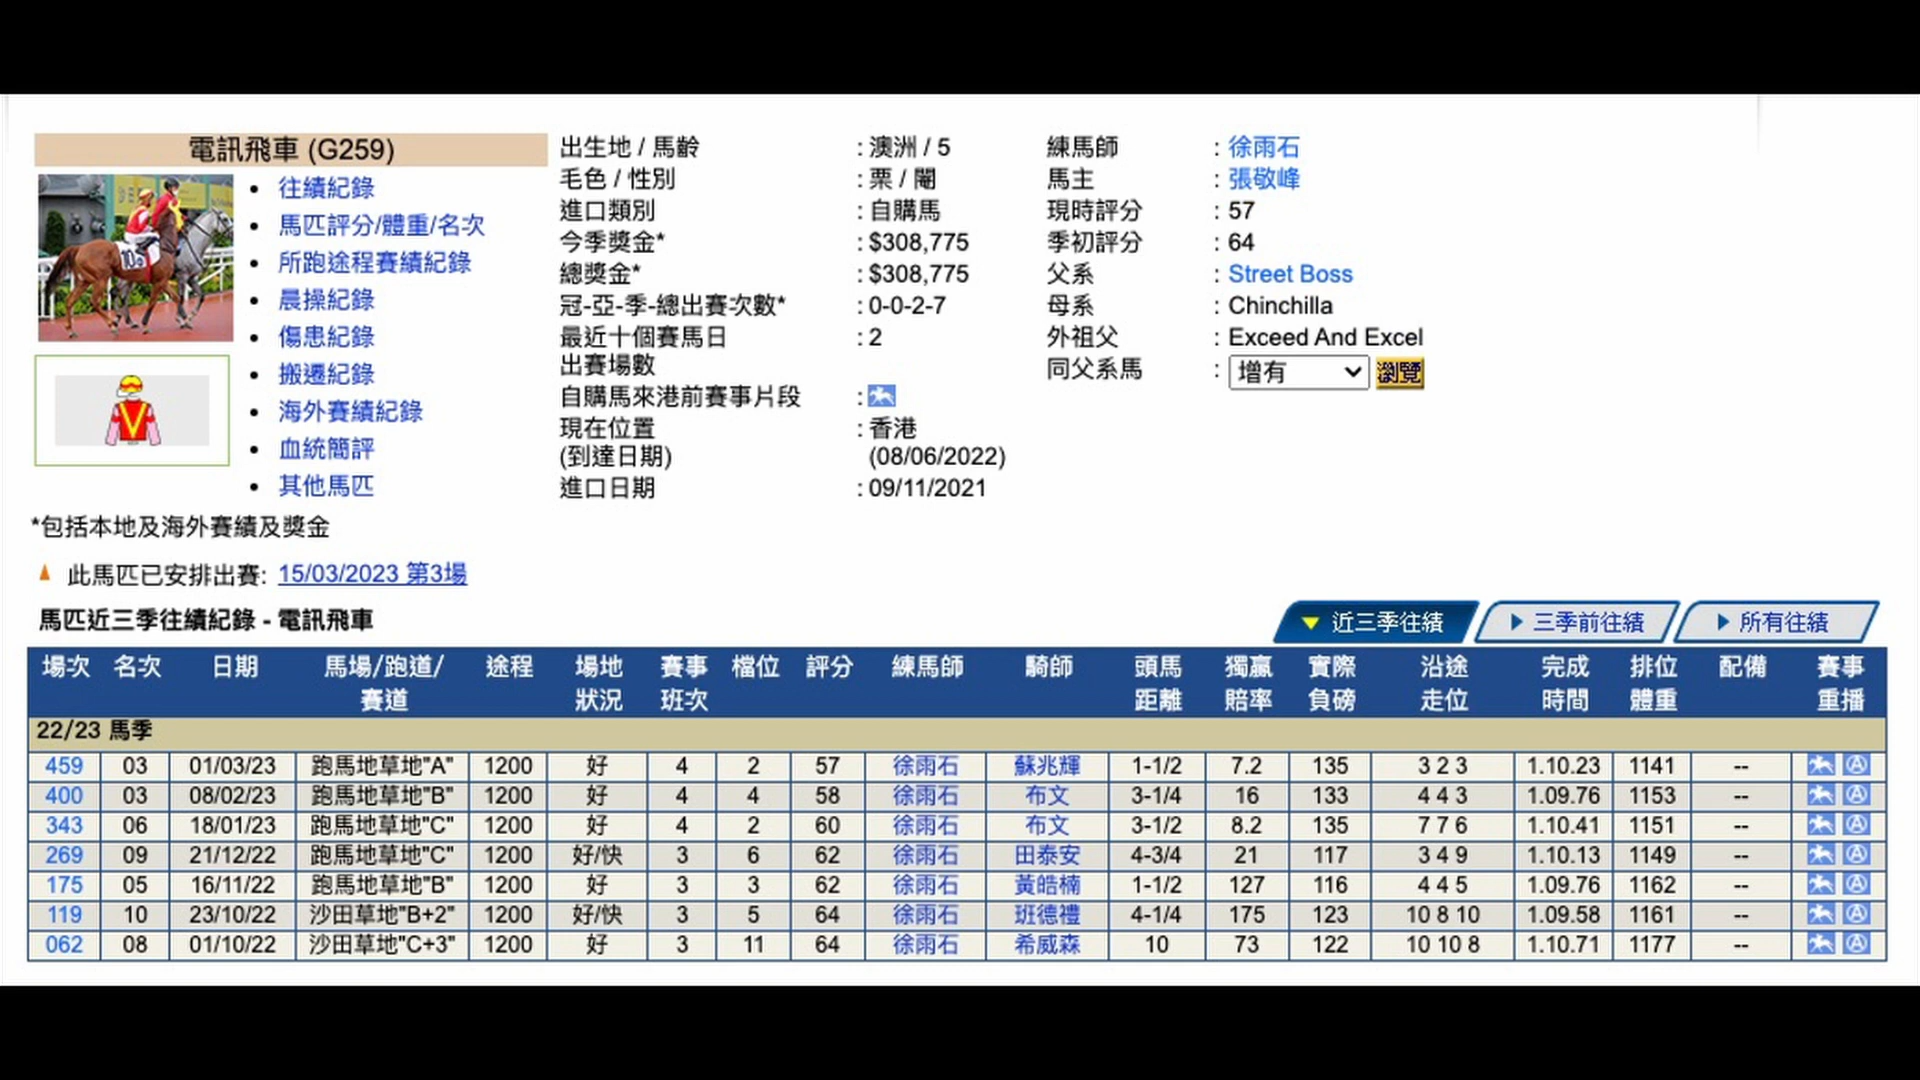 電訊飛車 (G259)
• 往績紀錄
• 馬匹評分/體重/名次
• 所跑途程賽績紀錄
• 晨操紀錄
• 傷患紀錄
• 搬遷紀錄
• 海外賽績紀錄
• 血統簡評
• 其他馬匹
出生地 / 馬齡 : 澳洲 / 5
毛色 / 性別 : 栗 / 閹
進口類別 : 自購馬
今季獎金* : $308,775
總獎金* : $308,775
冠-亞-季-總出賽次數* : 0-0-2-7
最近十個賽馬日 : 2
出賽場數
自購馬來港前賽事片段 :
現在位置 : 香港
(到達日期) (08/06/2022)
進口日期 : 09/11/2021
練馬師 : 徐雨石
馬主 : 張敬峰
現時評分 : 57
季初評分 : 64
父系 : Street Boss
母系 : Chinchilla
外祖父 : Exceed And Excel
同父系馬 : 增有 瀏覽
*包括本地及海外賽績及獎金
此馬匹已安排出賽: 15/03/2023 第3場
馬匹近三季往績紀錄 - 電訊飛車
近三季往績 三季前往績 所有往績
場次 名次 日期 馬場/跑道/ 途程 場地 賽事 檔位 評分 練馬師 騎師 頭馬 獨贏 實際 沿途 完成 排位 配備 賽事
賽道 狀況 班次 距離 賠率 負磅 走位 時間 體重 重播
22/23 馬季
459 03 01/03/23 跑馬地草地"A" 1200 好 4 2 57 徐雨石 蘇兆輝 1-1/2 7.2 135 3 2 3 1.10.23 1141 --
400 03 08/02/23 跑馬地草地"B" 1200 好 4 4 58 徐雨石 布文 3-1/4 16 133 4 4 3 1.09.76 1153 --
343 06 18/01/23 跑馬地草地"C" 1200 好 4 2 60 徐雨石 布文 3-1/2 8.2 135 7 7 6 1.10.41 1151 --
269 09 21/12/22 跑馬地草地"C" 1200 好/快 3 6 62 徐雨石 田泰安 4-3/4 21 117 3 4 9 1.10.13 1149 --
175 05 16/11/22 跑馬地草地"B" 1200 好 3 3 62 徐雨石 黃皓楠 1-1/2 127 116 4 4 5 1.09.76 1162 --
119 10 23/10/22 沙田草地"B+2" 1200 好/快 3 5 64 徐雨石 班德禮 4-1/4 175 123 10 8 10 1.09.58 1161 --
062 08 01/10/22 沙田草地"C+3" 1200 好 3 11 64 徐雨石 希威森 10 73 122 10 10 8 1.10.71 1177 --